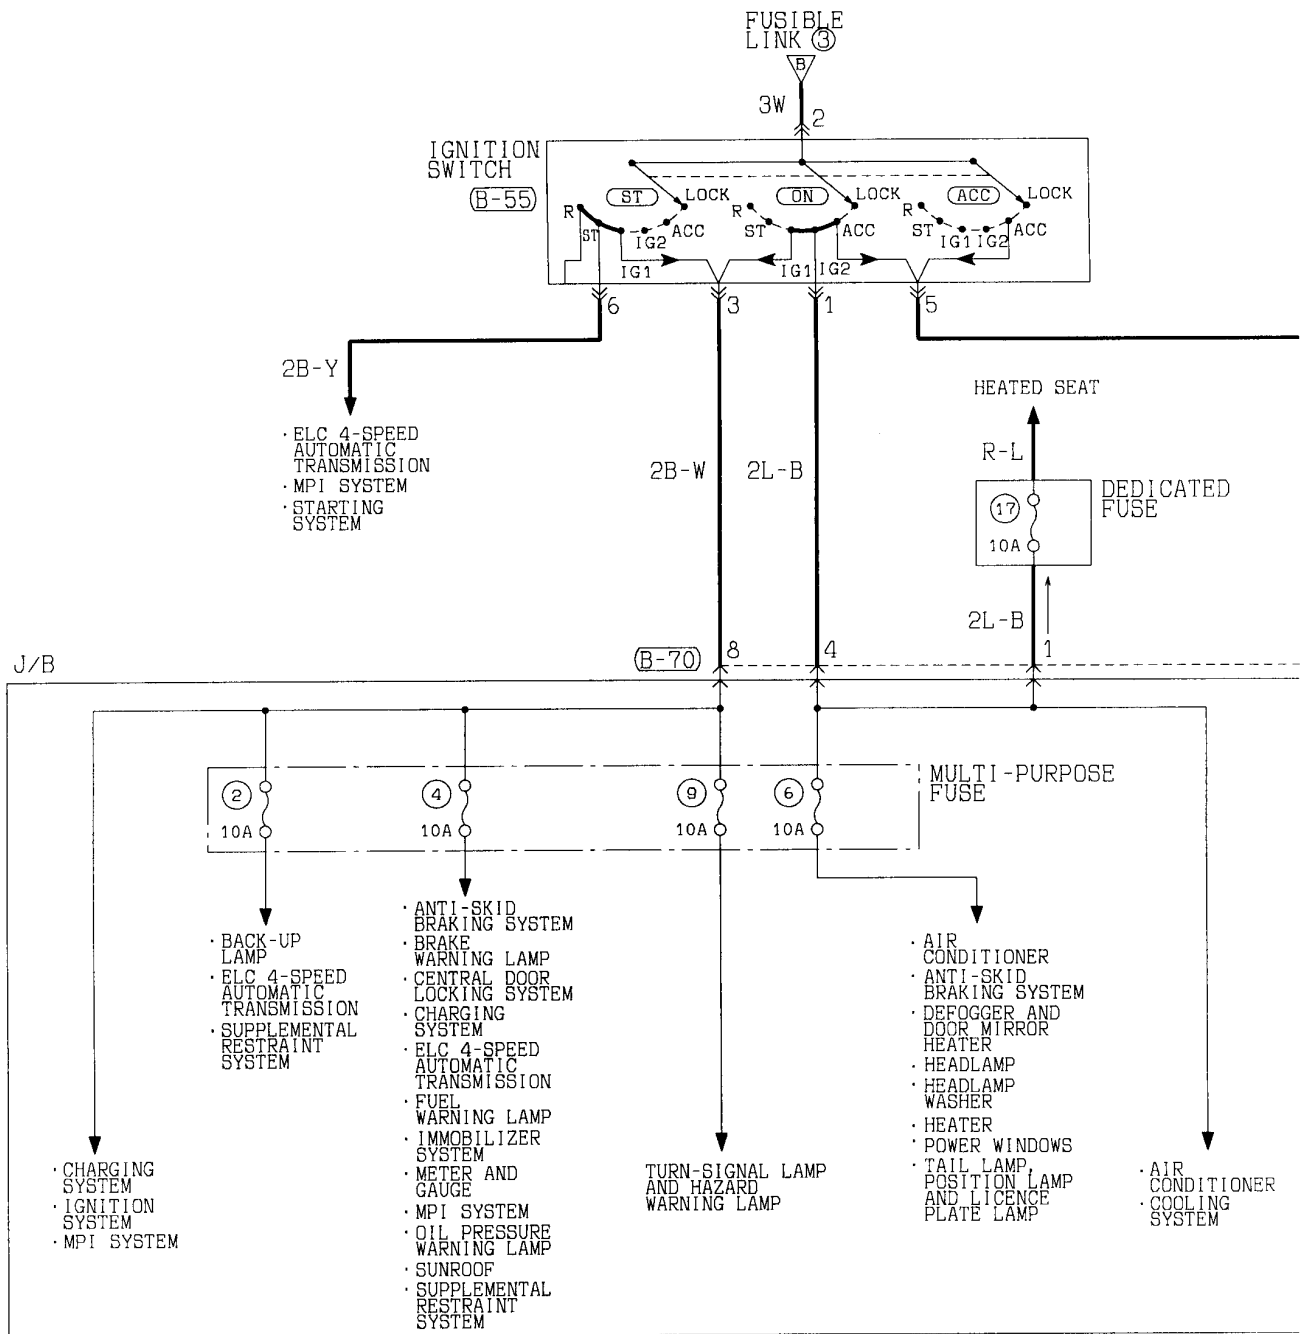 FUSIBLE
LINK ③
B
3W
2
IGNITION
SWITCH
B-55
R
ST
ST
IG1
IG2
ACC
LOCK
R
ST
ON
IG1
IG2
ACC
LOCK
R
ST
ACC
IG1
IG2
ACC
LOCK
6
3
1
5
2B-Y
· ELC 4-SPEED
AUTOMATIC
TRANSMISSION
· MPI SYSTEM
· STARTING
SYSTEM
2B-W
2L-B
HEATED SEAT
R-L
DEDICATED
FUSE
17
10A
2L-B
J/B
B-70
8
4
1
MULTI-PURPOSE
FUSE
2
10A
4
10A
9
10A
6
10A
· CHARGING
SYSTEM
· IGNITION
SYSTEM
· MPI SYSTEM
· BACK-UP
LAMP
· ELC 4-SPEED
AUTOMATIC
TRANSMISSION
· SUPPLEMENTAL
RESTRAINT
SYSTEM
· ANTI-SKID
BRAKING SYSTEM
· BRAKE
WARNING LAMP
· CENTRAL DOOR
LOCKING SYSTEM
· CHARGING
SYSTEM
· ELC 4-SPEED
AUTOMATIC
TRANSMISSION
· FUEL
WARNING LAMP
· IMMOBILIZER
SYSTEM
· METER AND
GAUGE
· MPI SYSTEM
· OIL PRESSURE
WARNING LAMP
· SUNROOF
· SUPPLEMENTAL
RESTRAINT
SYSTEM
TURN-SIGNAL LAMP
AND HAZARD
WARNING LAMP
· AIR
CONDITIONER
· ANTI-SKID
BRAKING SYSTEM
· DEFOGGER AND
DOOR MIRROR
HEATER
· HEADLAMP
· HEADLAMP
WASHER
· HEATER
· POWER WINDOWS
· TAIL LAMP,
POSITION LAMP
AND LICENCE
PLATE LAMP
· AIR
CONDITIONER
· COOLING
SYSTEM